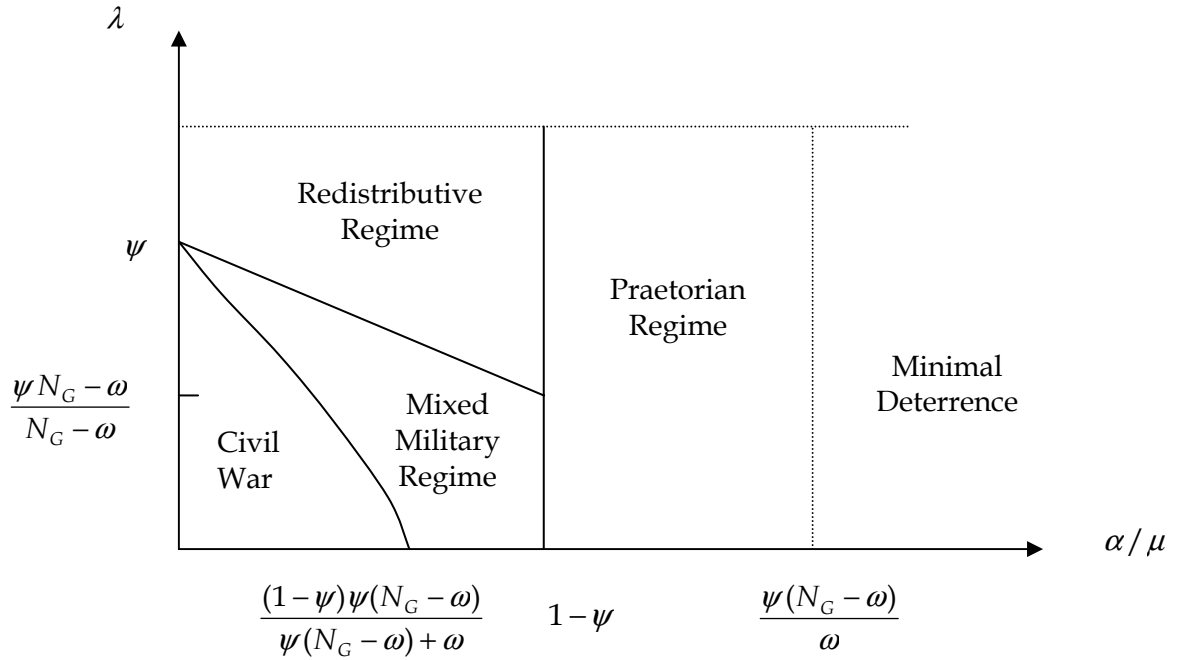 λ
Redistributive
Regime
ψ
Praetorian
Regime
Minimal
Deterrence
ψN_G − ω
N_G − ω
Mixed
Military
Regime
Civil
War
α / μ
(1 − ψ)ψ(N_G − ω)
ψ(N_G − ω) + ω
1 − ψ
ψ(N_G − ω)
ω